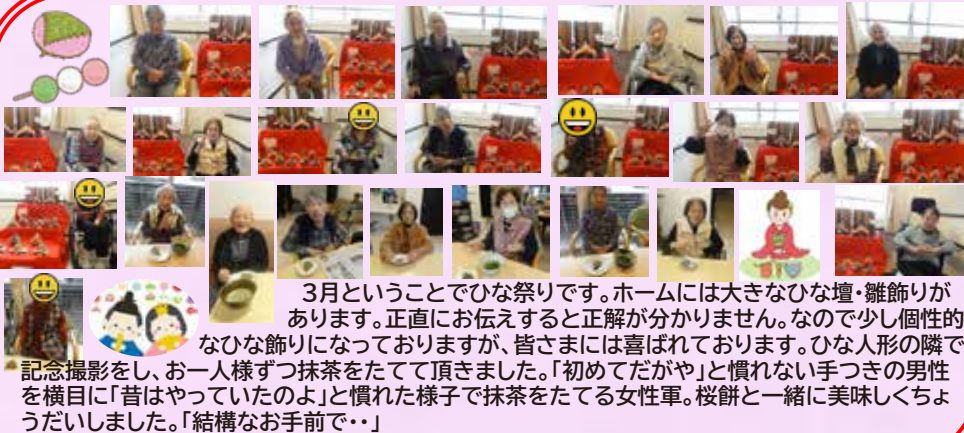 3月ということでひな祭りです。ホームには大きなひな壇・雛飾りが
あります。正直にお伝えすると正解が分かりません。なので少し個性的
なひな飾りになっておりますが、皆さまには喜ばれております。ひな人形の隣で
記念撮影をし、お一人様ずつ抹茶をたてて頂きました。「初めてだがや」と慣れない手つきの男性
を横目に「昔はやっていたのよ」と慣れた様子で抹茶をたてる女性軍。桜餅と一緒に美味しくちょ
うだいしました。「結構なお手前で・・」